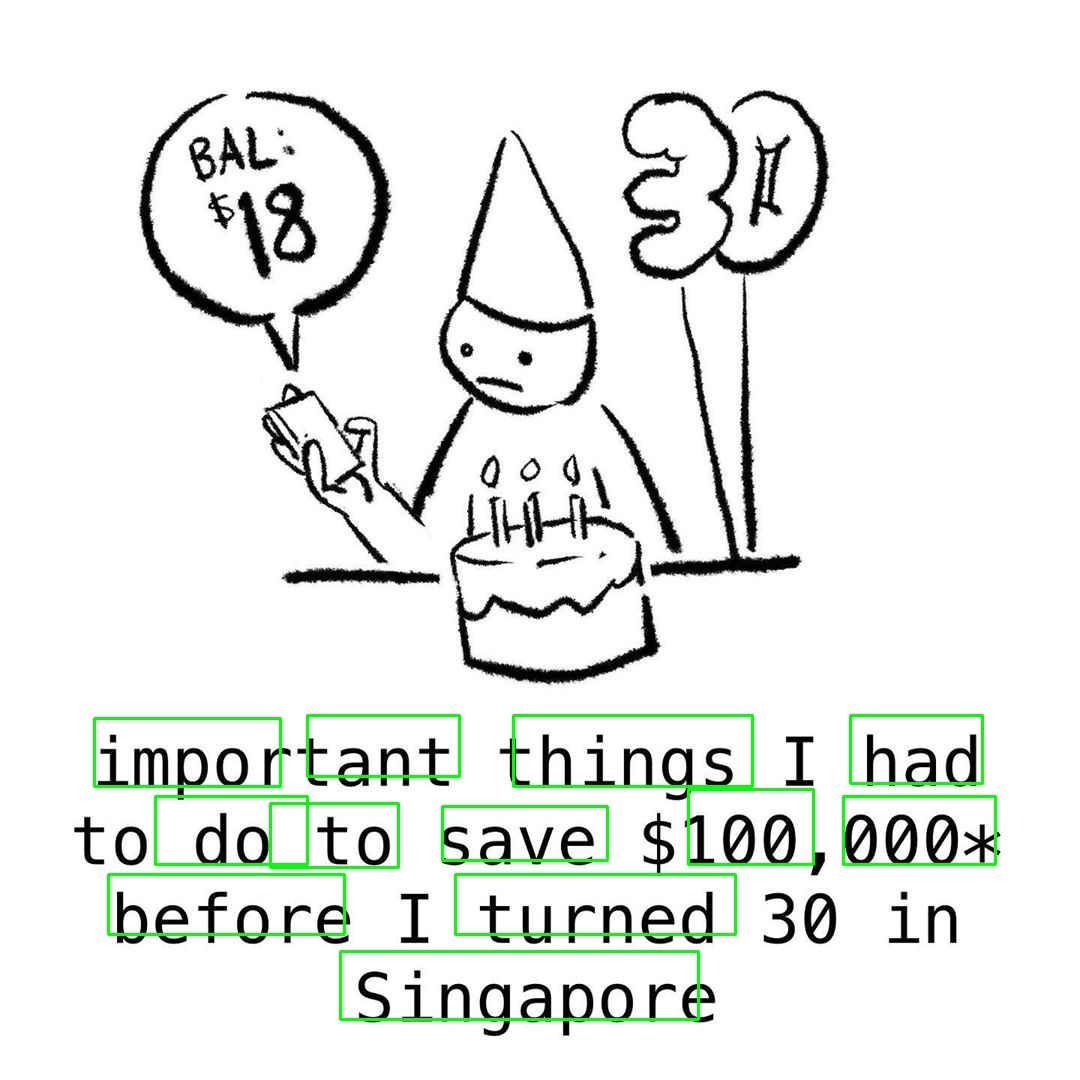 BAL:
$18
30
important things I had
to do to save $100,000*
before I turned 30 in
Singapore